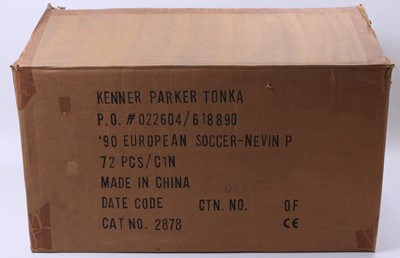 KENNER PARKER TONKA
P.O. # 022604/618890
'90 EUROPEAN SOCCER-NEVIN P
72 PCS/CTN
MADE IN CHINA
DATE CODE CTN. NO. OF
CAT NO. 2878 CE